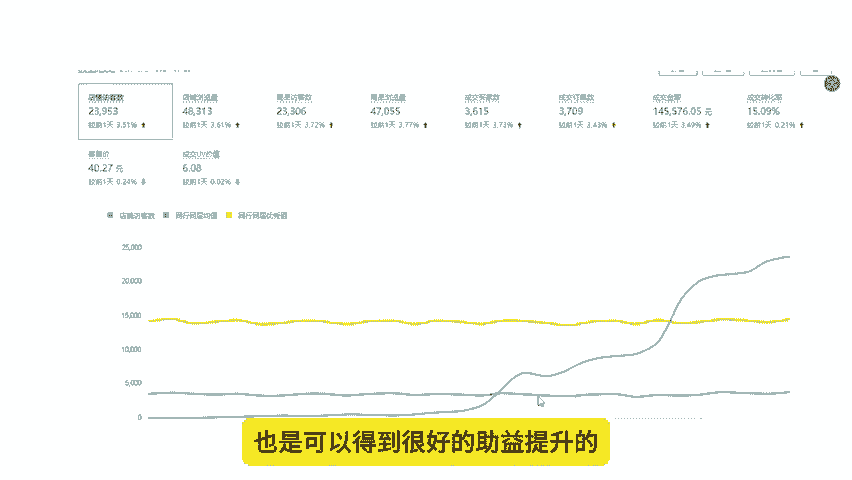 店铺访客数 店铺浏览量 商品访客数 商品浏览量 成交客户数 成交订单数 成交金额 成交转化率
23,953 48,313 23,306 47,055 3,615 3,709 145,576.05 元 15.09%
较前1天 3.51% 较前1天 3.61% 较前1天 3.72% 较前1天 3.77% 较前1天 3.73% 较前1天 3.43% 较前1天 3.49% 较前1天 0.21%
客单价 成交UV价值
40.27 元 6.08
较前1天 0.24% 较前1天 0.02%
店铺访客数 同行同层均值 同行同层优秀值
25,000
20,000
15,000
10,000
5,000
0
也是可以得到很好的助益提升的